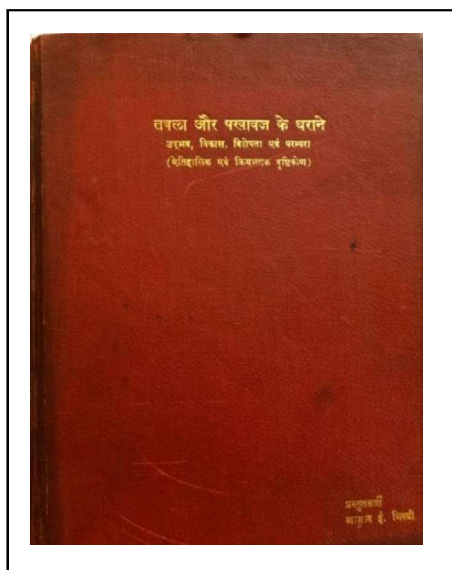 तबला और पखावज के घराने
उद्भव, विकास, विशेषता एवं परम्परा
(ऐतिहासिक एवं क्रियात्मक दृष्टिकोण)
प्रस्तुतकर्त्री
आबान ई. मिस्त्री